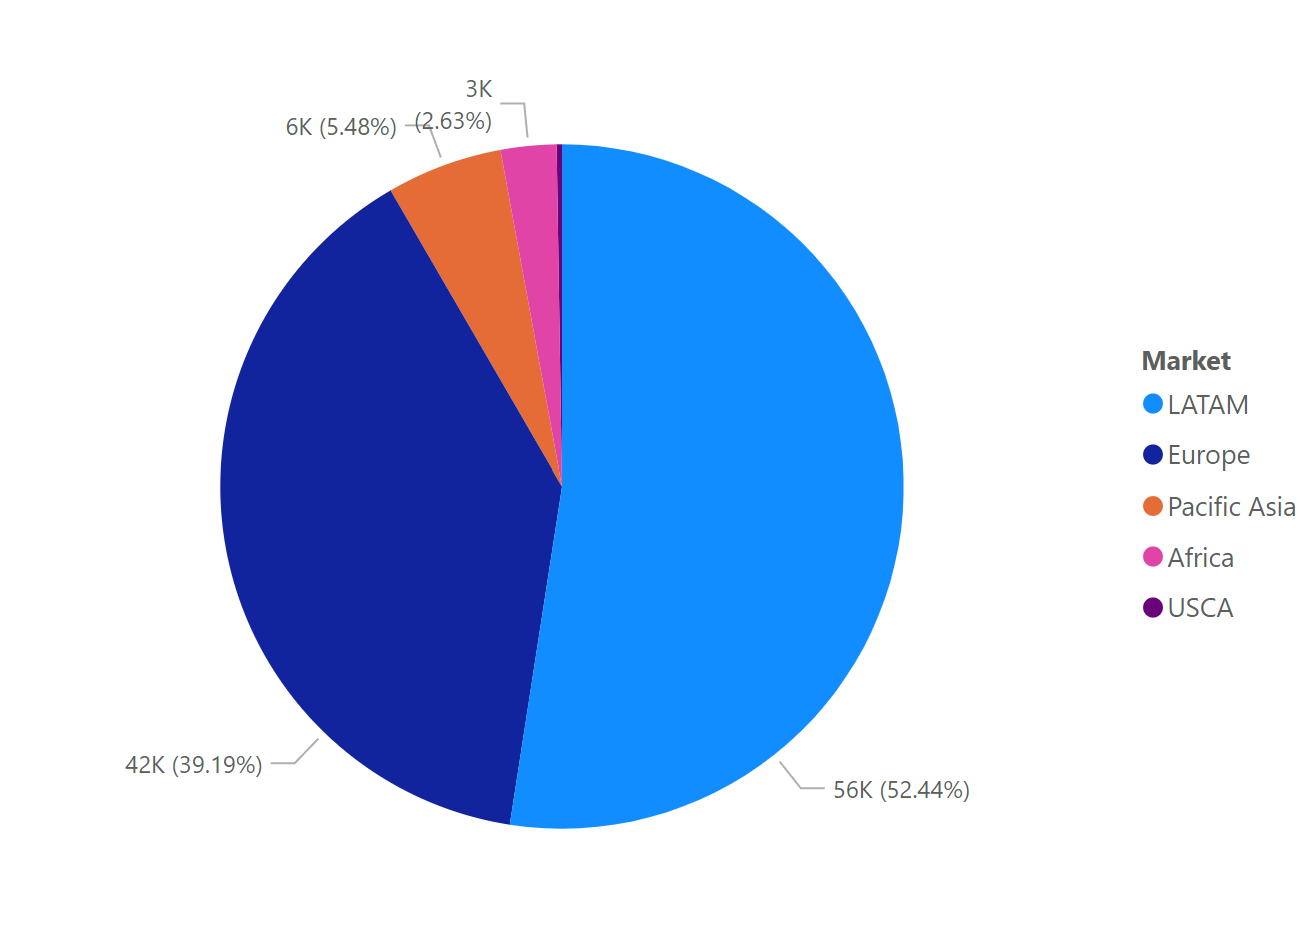 3K
(2.63%)
6K (5.48%)
42K (39.19%)
56K (52.44%)
Market
LATAM
Europe
Pacific Asia
Africa
USCA